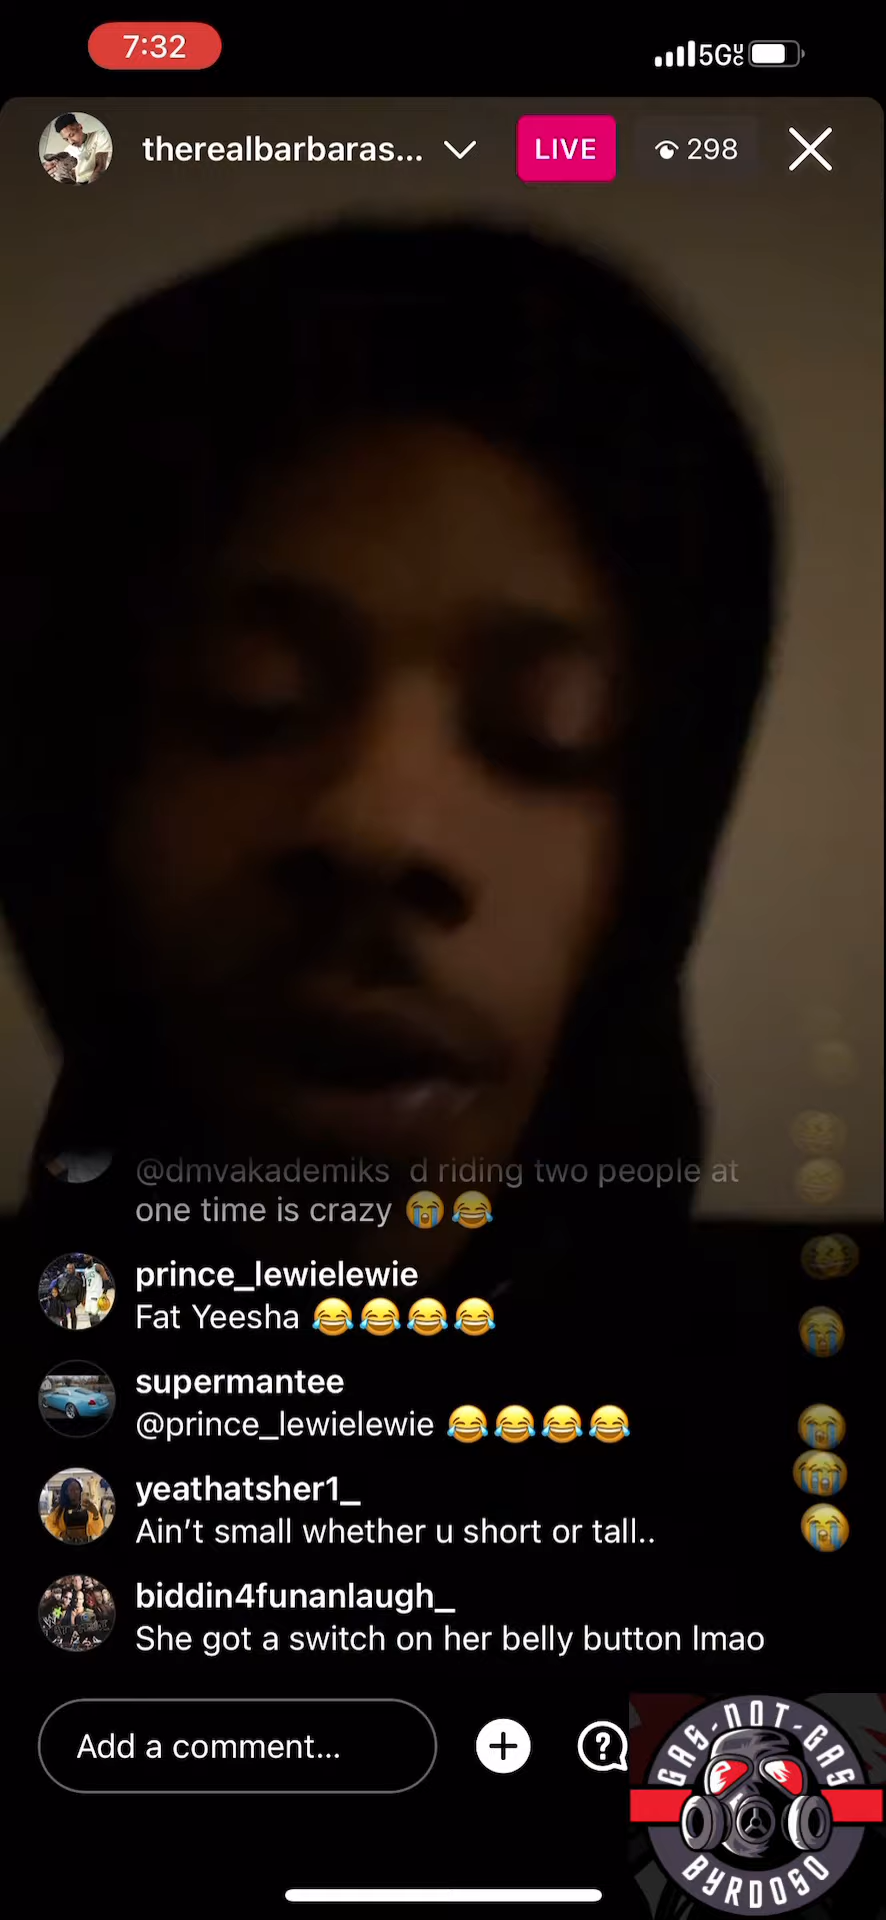 7:32
5G UC
therealbarbaras...
LIVE
298
@dmvakademiks d riding two people at
one time is crazy 😭😂
prince_lewielewie
Fat Yeesha 😂😂😂😂
supermantee
@prince_lewielewie 😂😂😂😂
yeathatsher1_
Ain't small whether u short or tall..
biddin4funanlaugh_
She got a switch on her belly button lmao
Add a comment...
GAS-NOT-GAS
BYRDOSO